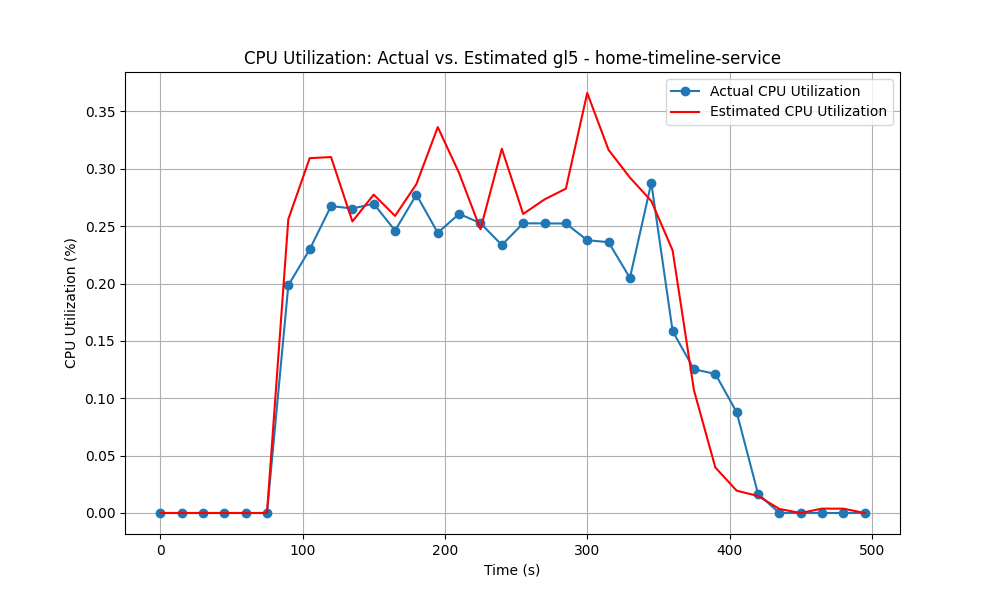 CPU Utilization: Actual vs. Estimated gl5 - home-timeline-service
Actual CPU Utilization
Estimated CPU Utilization
CPU Utilization (%)
0.35
0.30
0.25
0.20
0.15
0.10
0.05
0.00
0 100 200 300 400 500
Time (s)